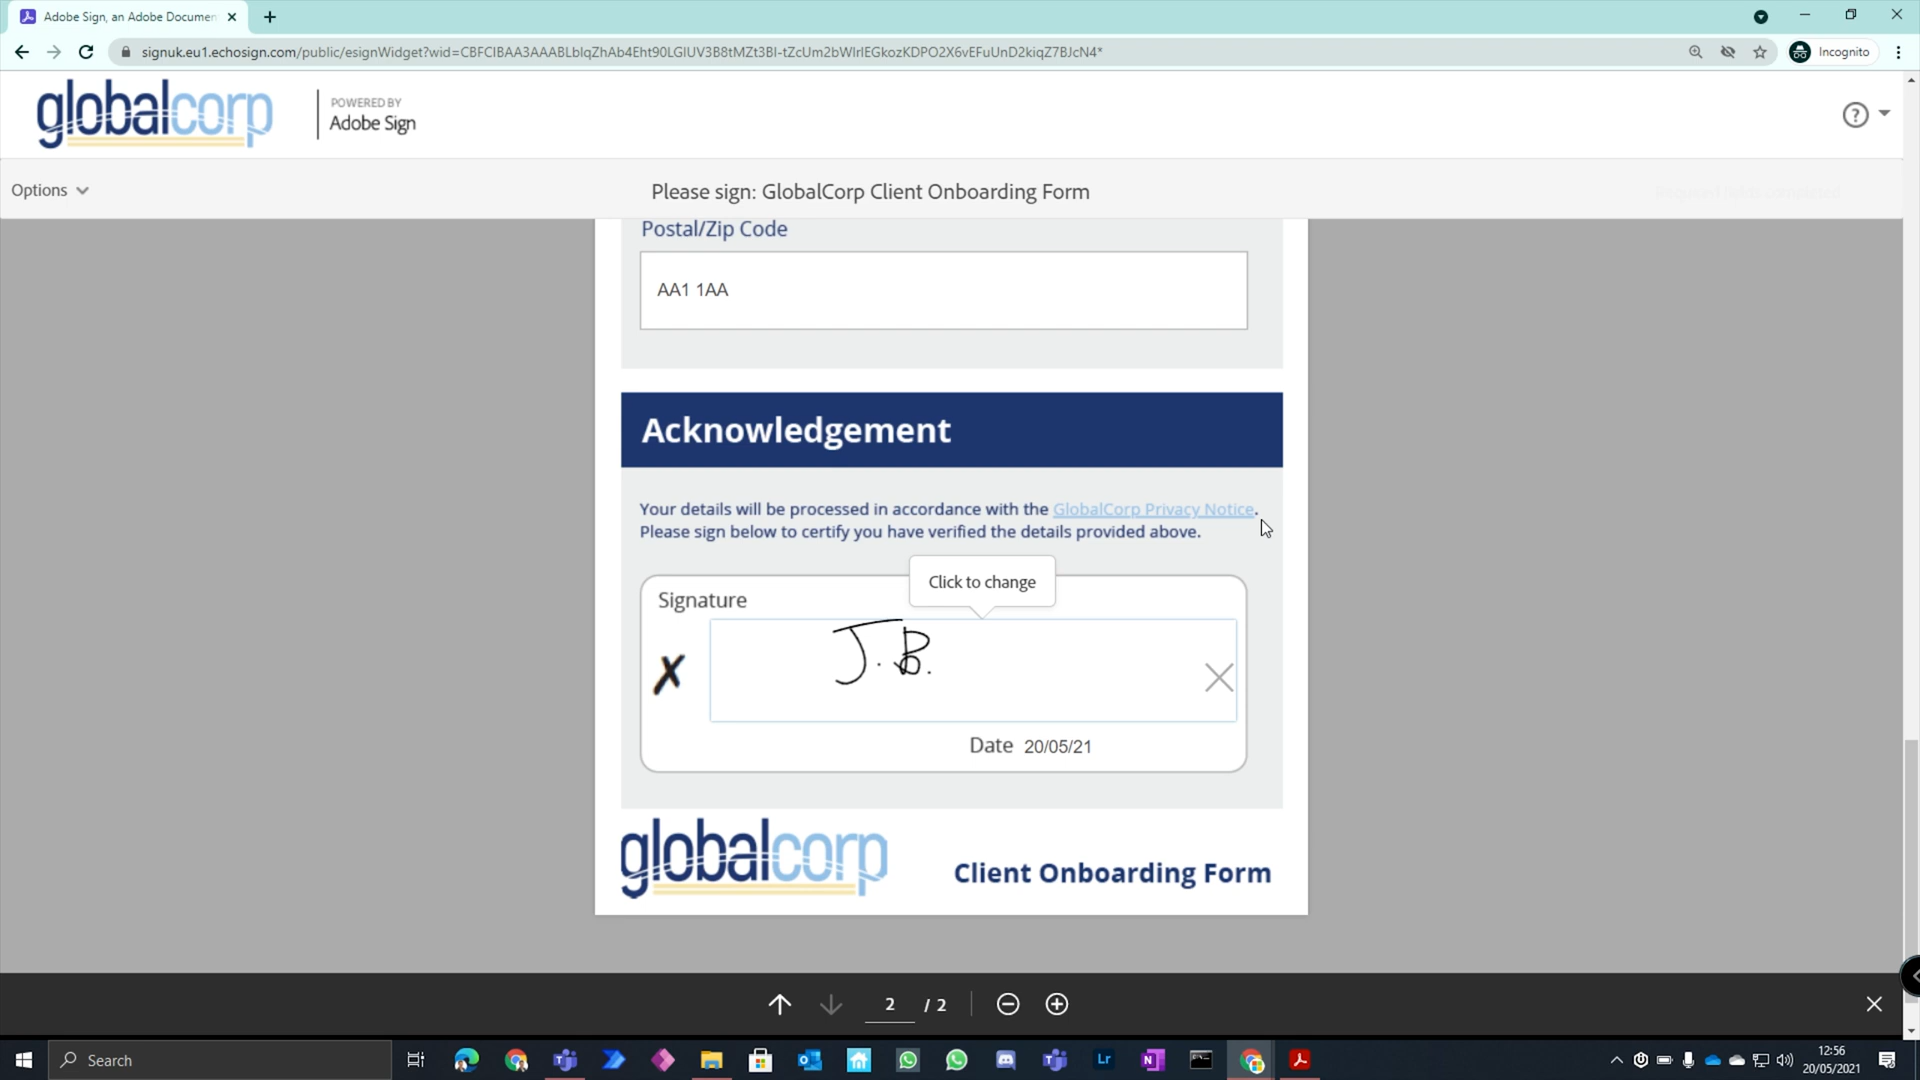 Adobe Sign, an Adobe Documen
signuk.eu1.echosign.com/public/esignWidget?wid=CBFCIBAA3AAABLblqZhAb4Eht90LGIUV3B8tMZt3BI-tZcUm2bWIrIEGkozKDPO2X6vEFuUnD2kiqZ7BJcN4*
Incognito
globalcorp
POWERED BY
Adobe Sign
Options
Please sign: GlobalCorp Client Onboarding Form
Postal/Zip Code
AA1 1AA
Acknowledgement
Your details will be processed in accordance with the GlobalCorp Privacy Notice.
Please sign below to certify you have verified the details provided above.
Click to change
Signature
X
J.B.
Date 20/05/21
globalcorp
Client Onboarding Form
2 / 2
Search
Lr
12:56
20/05/2021